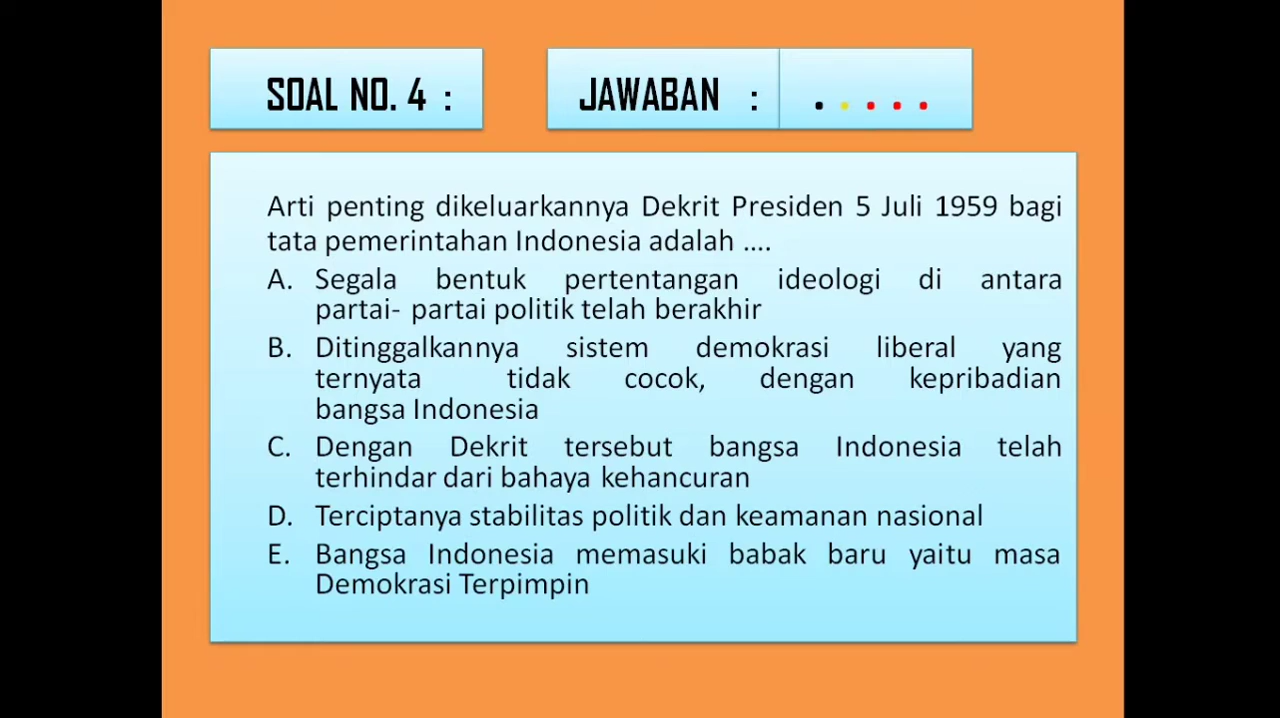 SOAL NO. 4 :
JAWABAN : . . . . .
Arti penting dikeluarkannya Dekrit Presiden 5 Juli 1959 bagi
tata pemerintahan Indonesia adalah ....
A. Segala bentuk pertentangan ideologi di antara
partai- partai politik telah berakhir
B. Ditinggalkannya sistem demokrasi liberal yang
ternyata tidak cocok, dengan kepribadian
bangsa Indonesia
C. Dengan Dekrit tersebut bangsa Indonesia telah
terhindar dari bahaya kehancuran
D. Terciptanya stabilitas politik dan keamanan nasional
E. Bangsa Indonesia memasuki babak baru yaitu masa
Demokrasi Terpimpin